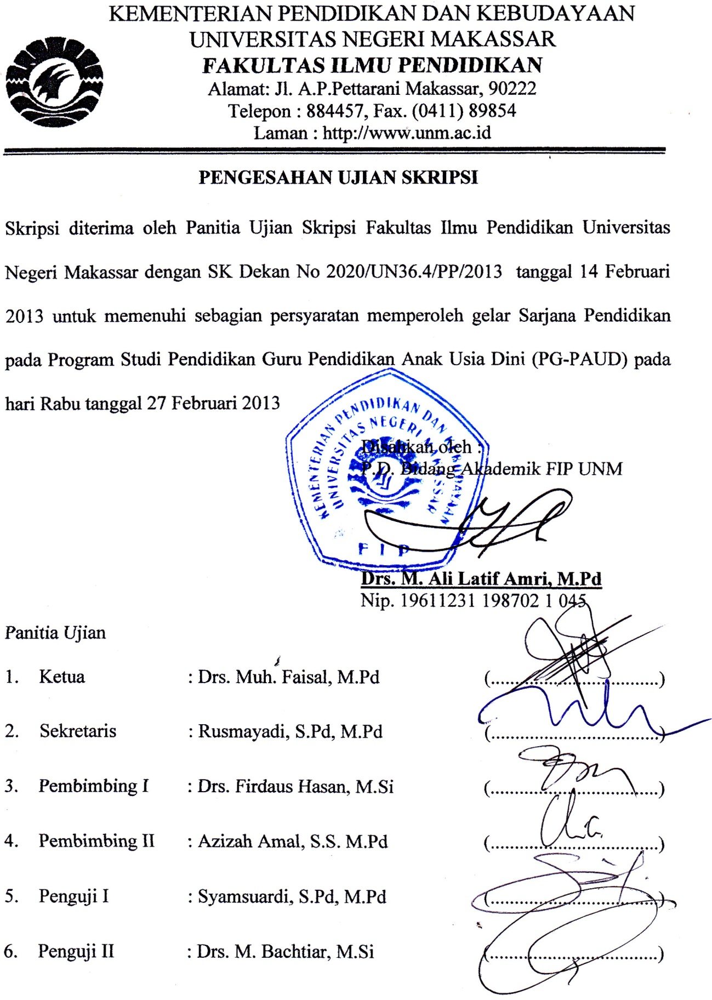 KEMENTERIAN PENDIDIKAN DAN KEBUDAYAAN
UNIVERSITAS NEGERI MAKASSAR
FAKULTAS ILMU PENDIDIKAN
Alamat: Jl. A.P.Pettarani Makassar, 90222
Telepon : 884457, Fax. (0411) 89854
Laman : http://www.unm.ac.id
PENGESAHAN UJIAN SKRIPSI
Skripsi diterima oleh Panitia Ujian Skripsi Fakultas Ilmu Pendidikan Universitas
Negeri Makassar dengan SK Dekan No 2020/UN36.4/PP/2013 tanggal 14 Februari
2013 untuk memenuhi sebagian persyaratan memperoleh gelar Sarjana Pendidikan
pada Program Studi Pendidikan Guru Pendidikan Anak Usia Dini (PG-PAUD) pada
hari Rabu tanggal 27 Februari 2013
KEMENTERIAN PENDIDIKAN DAN KEBUDAYAAN
UNIVERSITAS NEGERI MAKASSAR
FIP
Disahkan oleh :
P.D. Bidang Akademik FIP UNM
Drs. M. Ali Latif Amri, M.Pd
Nip. 19611231 198702 1 045
Panitia Ujian
1. Ketua : Drs. Muh. Faisal, M.Pd (..................................)
2. Sekretaris : Rusmayadi, S.Pd, M.Pd (..................................)
3. Pembimbing I : Drs. Firdaus Hasan, M.Si (..................................)
4. Pembimbing II : Azizah Amal, S.S. M.Pd (..................................)
5. Penguji I : Syamsuardi, S.Pd, M.Pd (..................................)
6. Penguji II : Drs. M. Bachtiar, M.Si (..................................)